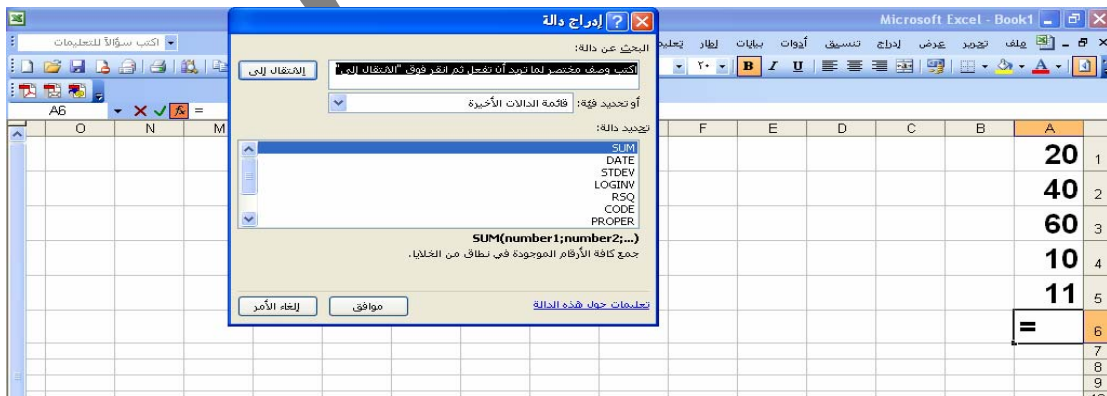 Microsoft Excel - Book1
إدراج دالة
ملف تحرير عرض إدراج تنسيق أدوات بيانات إطار
اكتب سؤالاً للتعليمات
البحث عن دالة:
اكتب وصف مختصر لما تريد أن تفعل ثم انقر فوق "الانتقال إلى"
الانتقال إلى
أو تحديد فئة: قائمة الدالات الأخيرة
تحديد دالة:
SUM
DATE
STDEV
LOGINV
RSQ
CODE
PROPER
SUM(number1;number2;...)
جمع كافة الأرقام الموجودة في نطاق من الخلايا.
تعليمات حول هذه الدالة
موافق
إلغاء الأمر
٢٠ B I U
A6 fx =
A B C D E F M N O
1 20
2 40
3 60
4 10
5 11
6 =
7
8
9